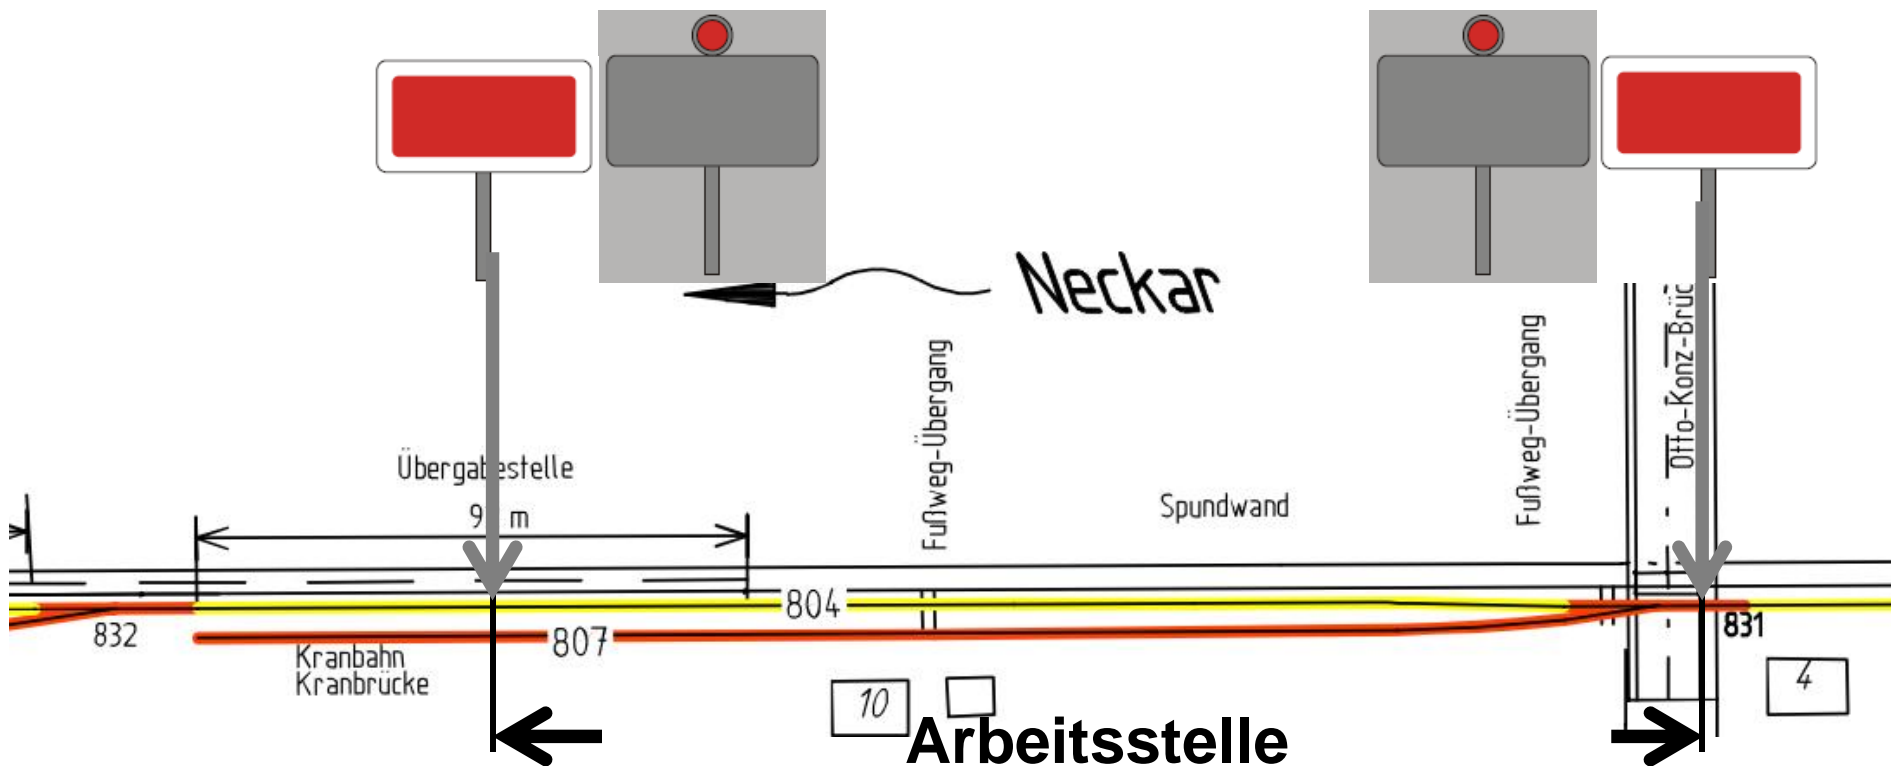 Neckar
Fußweg-Übergang
Fußweg-Übergang
Otto-Konz-Brüc
Übergabestelle
9 m
Spundwand
804
832
807
831
Kranbahn
Kranbrücke
10
4
Arbeitsstelle